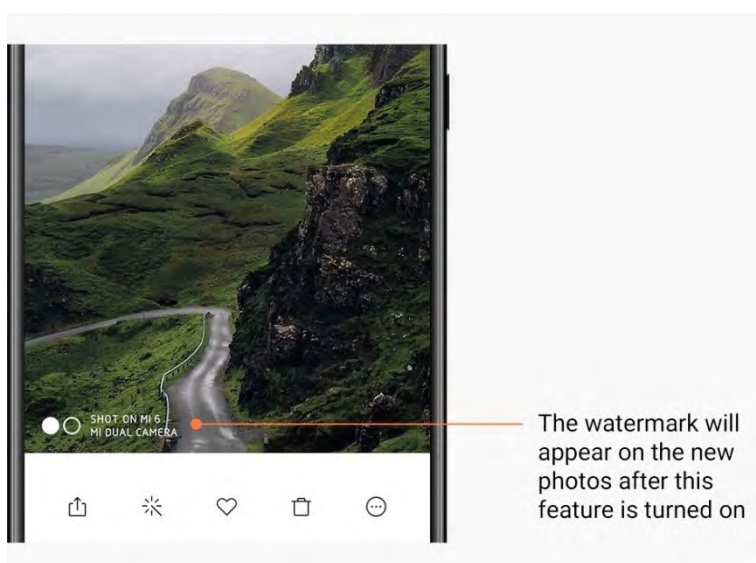 SHOT ON MI 6
MI DUAL CAMERA
The watermark will
appear on the new
photos after this
feature is turned on